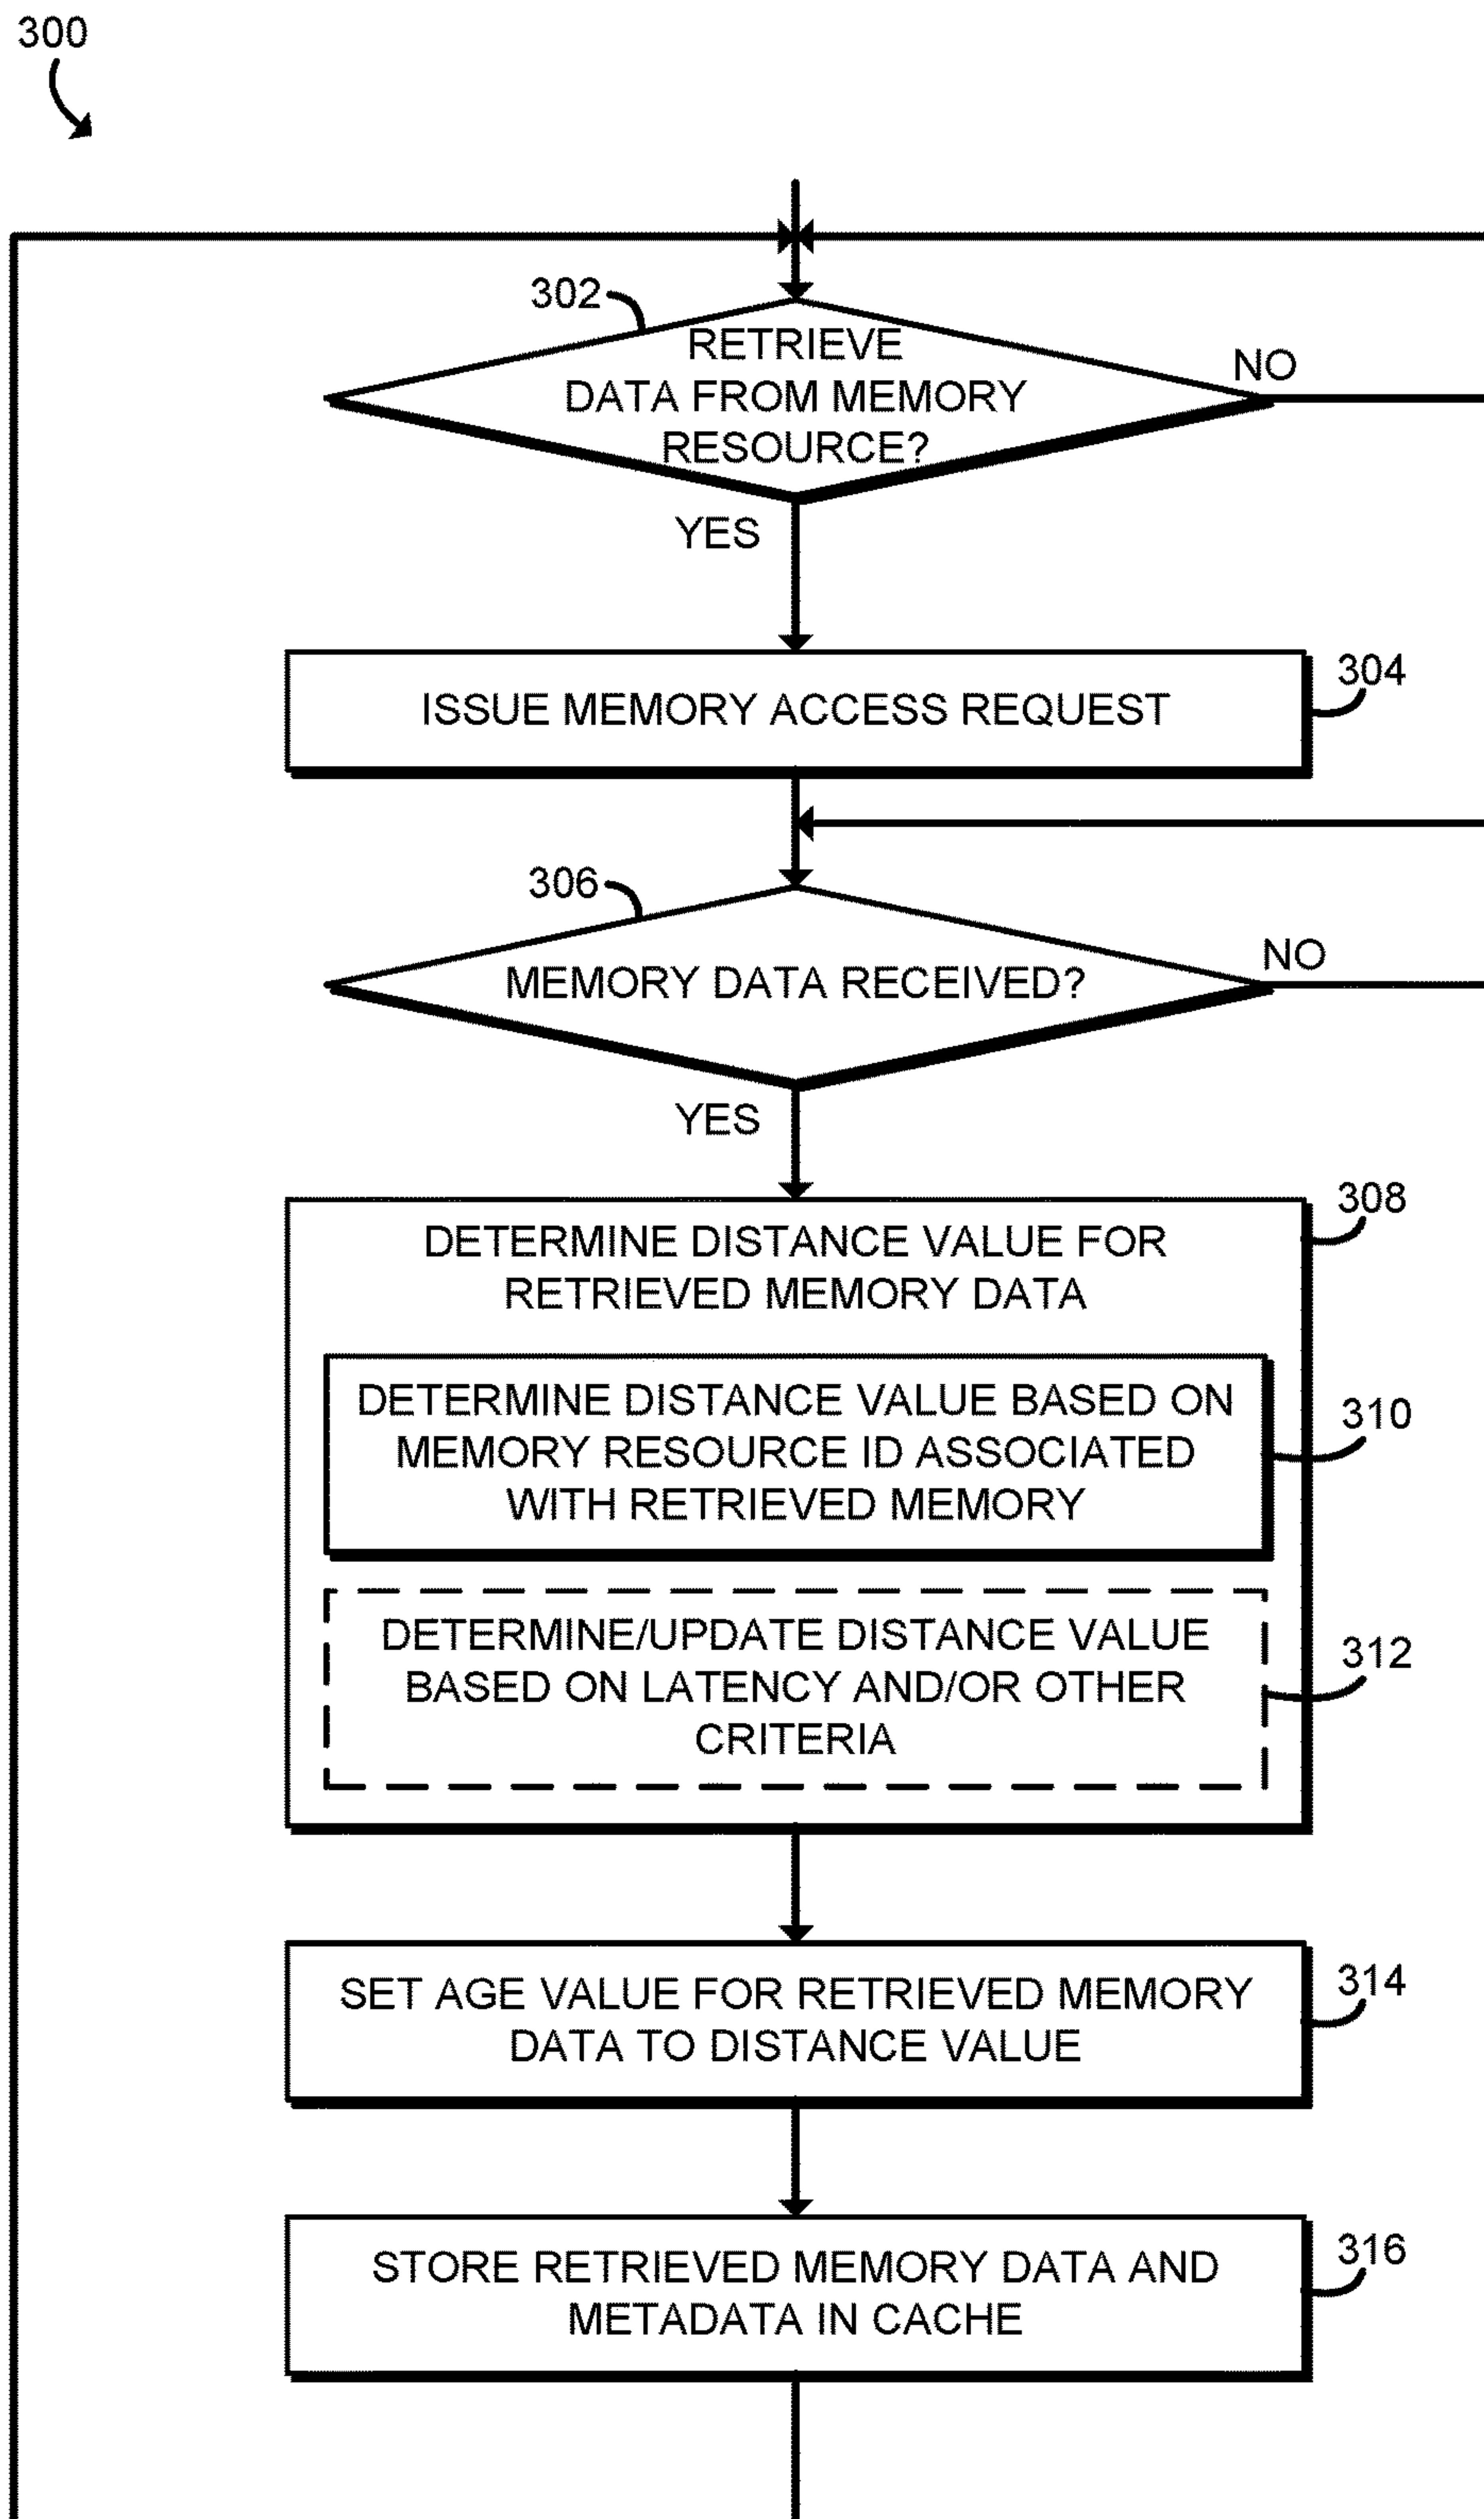 300
302
RETRIEVE
DATA FROM MEMORY
RESOURCE?
NO
YES
ISSUE MEMORY ACCESS REQUEST
304
306
MEMORY DATA RECEIVED?
NO
YES
308
DETERMINE DISTANCE VALUE FOR
RETRIEVED MEMORY DATA
DETERMINE DISTANCE VALUE BASED ON
MEMORY RESOURCE ID ASSOCIATED
WITH RETRIEVED MEMORY
310
DETERMINE/UPDATE DISTANCE VALUE
BASED ON LATENCY AND/OR OTHER
CRITERIA
312
SET AGE VALUE FOR RETRIEVED MEMORY
DATA TO DISTANCE VALUE
314
STORE RETRIEVED MEMORY DATA AND
METADATA IN CACHE
316